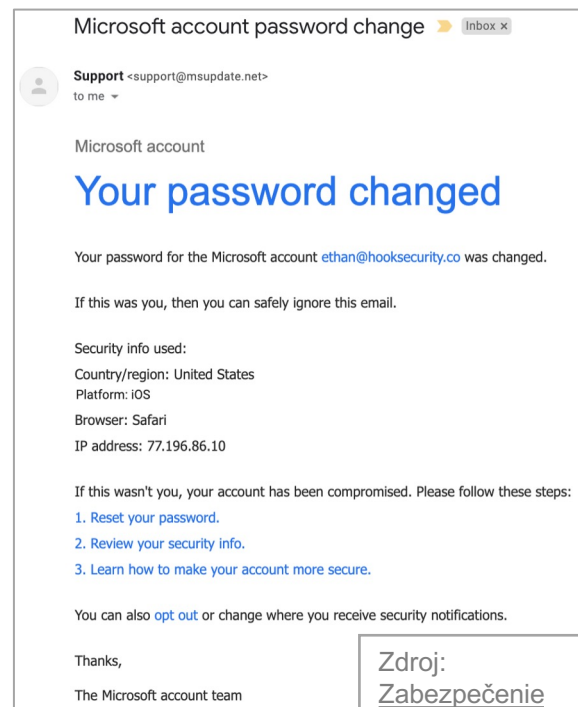 Microsoft account password change Inbox x
Support <support@msupdate.net>
to me
Microsoft account
Your password changed
Your password for the Microsoft account ethan@hooksecurity.co was changed.
If this was you, then you can safely ignore this email.
Security info used:
Country/region: United States
Platform: iOS
Browser: Safari
IP address: 77.196.86.10
If this wasn't you, your account has been compromised. Please follow these steps:
1. Reset your password.
2. Review your security info.
3. Learn how to make your account more secure.
You can also opt out or change where you receive security notifications.
Thanks,
The Microsoft account team
Zdroj:
Zabezpečenie